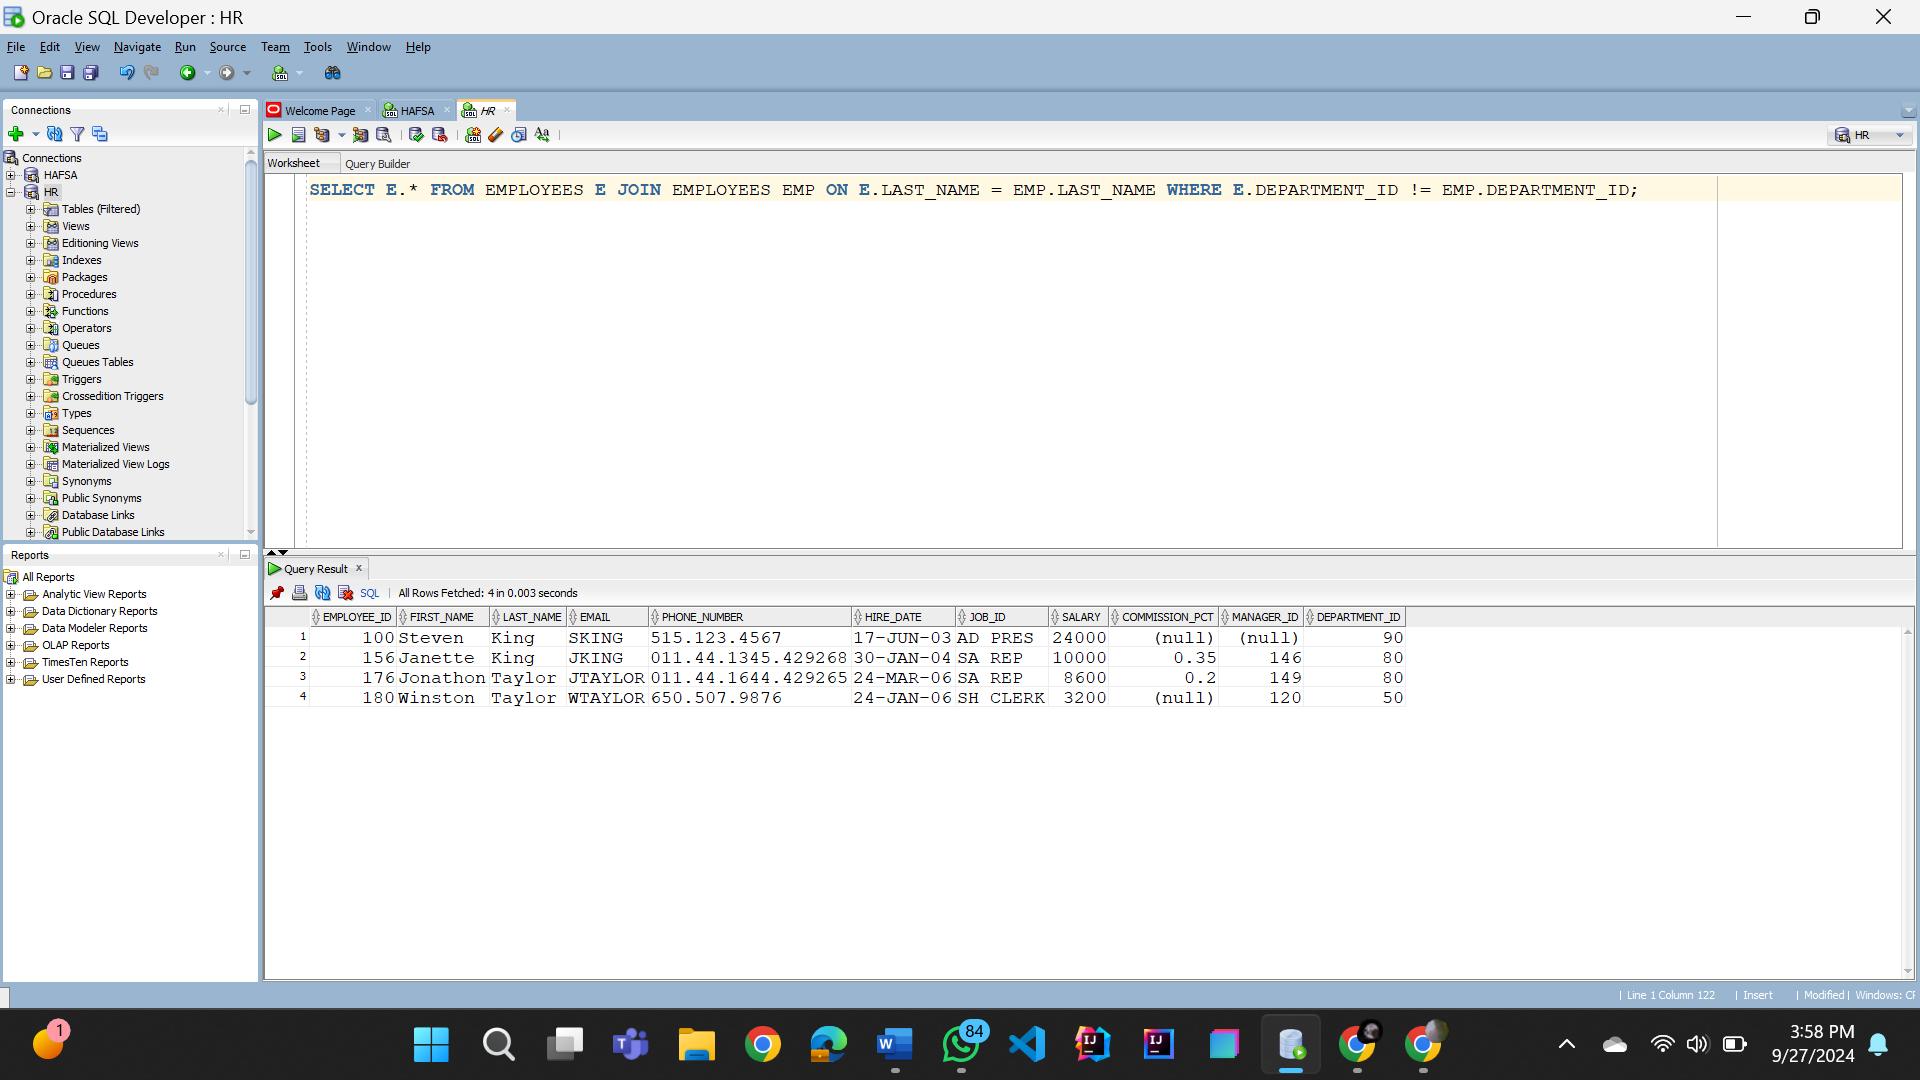 Oracle SQL Developer : HR
File Edit View Navigate Run Source Team Tools Window Help
Connections
Welcome Page HAFSA HR
HR
Worksheet Query Builder
Connections
HAFSA
HR
Tables (Filtered)
Views
Editioning Views
Indexes
Packages
Procedures
Functions
Operators
Queues
Queues Tables
Triggers
Crossedition Triggers
Types
Sequences
Materialized Views
Materialized View Logs
Synonyms
Public Synonyms
Database Links
Public Database Links
SELECT E.* FROM EMPLOYEES E JOIN EMPLOYEES EMP ON E.LAST_NAME = EMP.LAST_NAME WHERE E.DEPARTMENT_ID != EMP.DEPARTMENT_ID;
Reports
All Reports
Analytic View Reports
Data Dictionary Reports
Data Modeler Reports
OLAP Reports
TimesTen Reports
User Defined Reports
Query Result
SQL | All Rows Fetched: 4 in 0.003 seconds
EMPLOYEE_ID FIRST_NAME LAST_NAME EMAIL PHONE_NUMBER HIRE_DATE JOB_ID SALARY COMMISSION_PCT MANAGER_ID DEPARTMENT_ID
1 100 Steven King SKING 515.123.4567 17-JUN-03 AD_PRES 24000 (null) (null) 90
2 156 Janette King JKING 011.44.1345.429268 30-JAN-04 SA_REP 10000 0.35 146 80
3 176 Jonathon Taylor JTAYLOR 011.44.1644.429265 24-MAR-06 SA_REP 8600 0.2 149 80
4 180 Winston Taylor WTAYLOR 650.507.9876 24-JAN-06 SH_CLERK 3200 (null) 120 50
| Line 1 Column 122 | Insert | Modified | Windows: CF
1
84
3:58 PM
9/27/2024